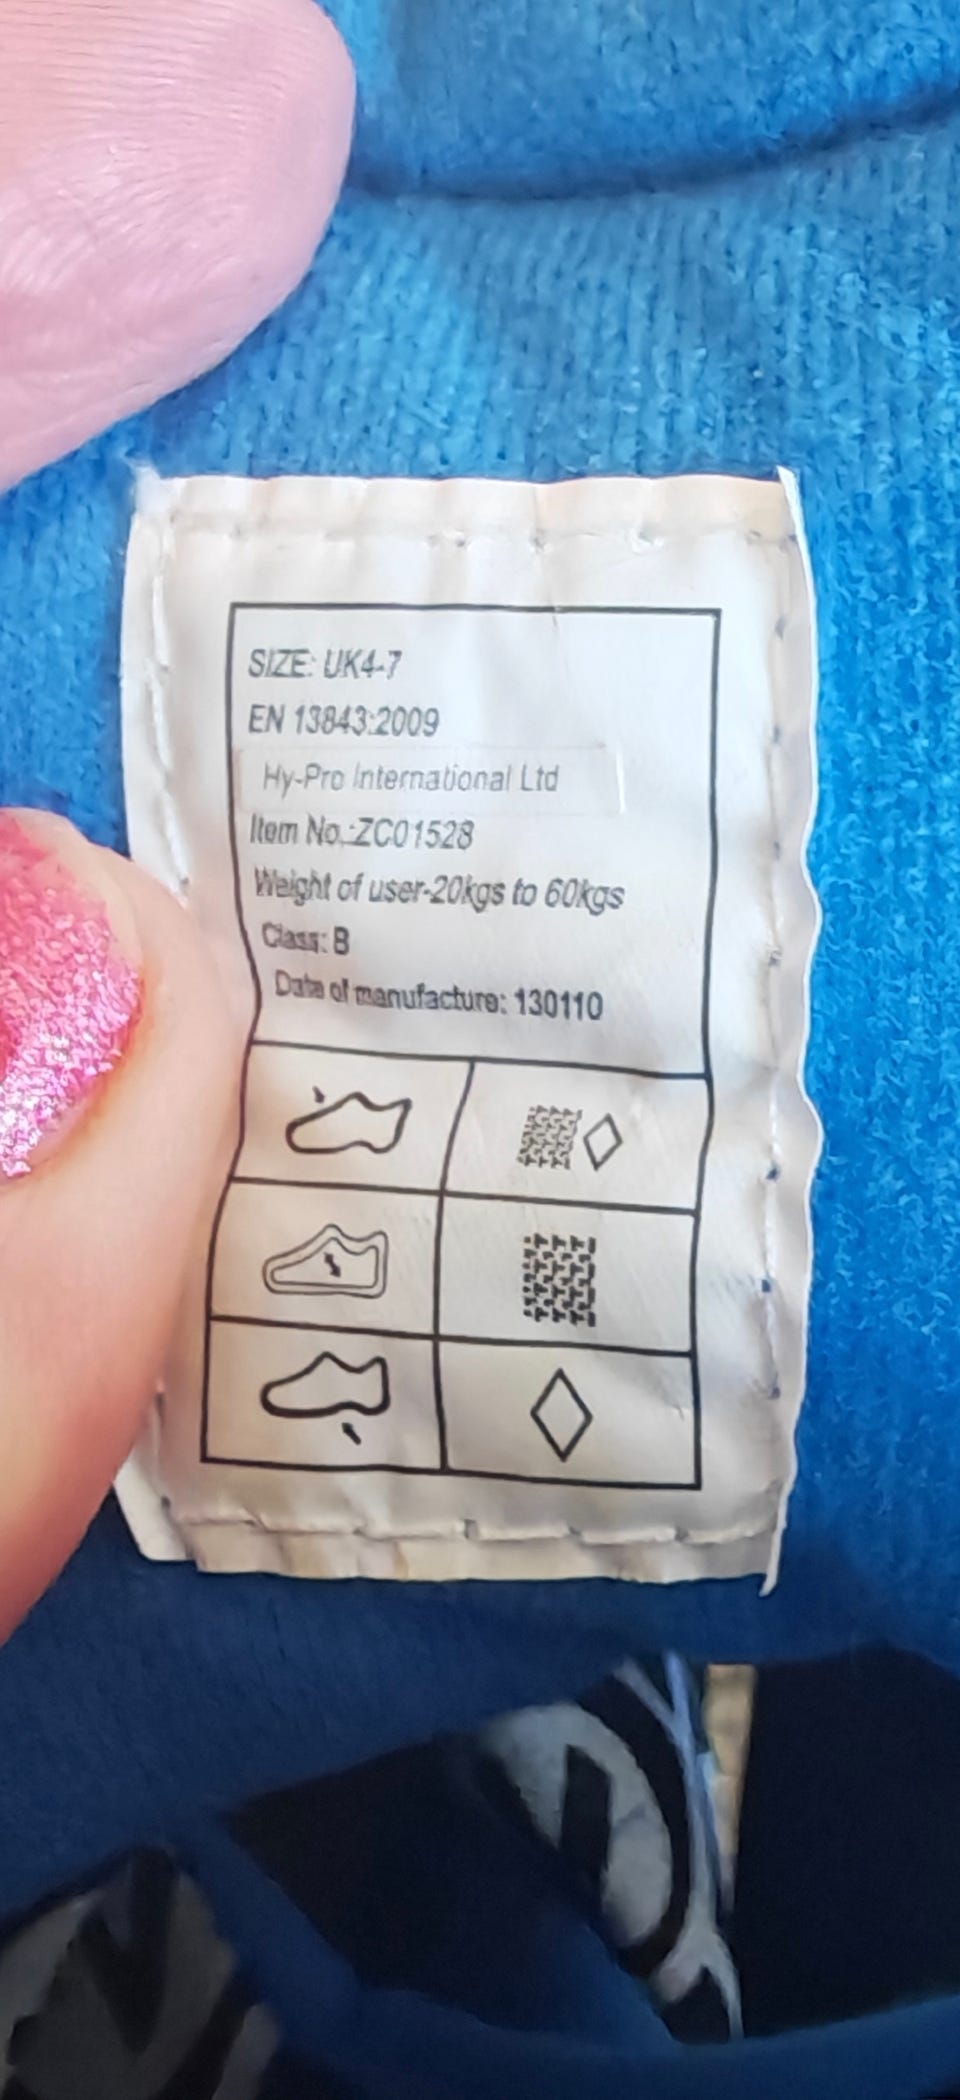 SIZE: UK4-7
EN 13843:2009
Hy-Pro International Ltd
Item No.:ZC01528
Weight of user-20kgs to 60kgs
Class: B
Date of manufacture: 130110